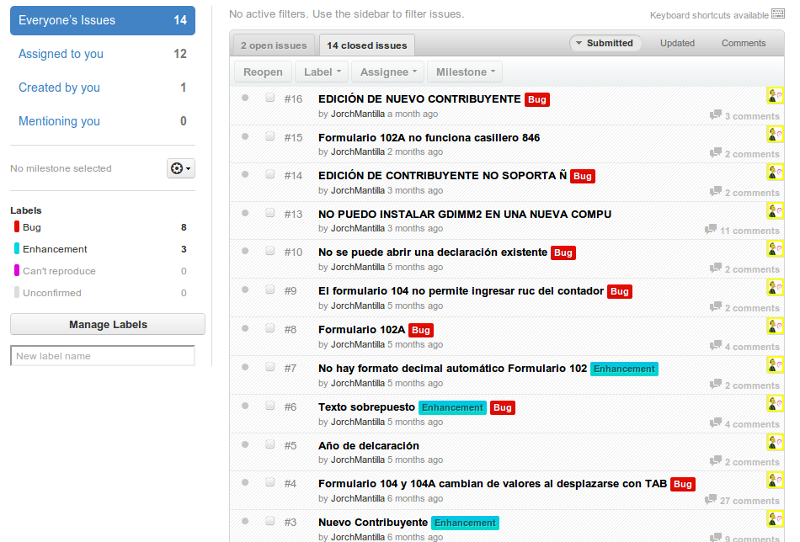 Everyone's Issues 14
Assigned to you 12
Created by you 1
Mentioning you 0
No milestone selected
Labels
Bug 8
Enhancement 3
Can't reproduce 0
Unconfirmed 0
Manage Labels
New label name
No active filters. Use the sidebar to filter issues.
Keyboard shortcuts available
2 open issues 14 closed issues Submitted Updated Comments
Reopen Label Assignee Milestone
#16 EDICIÓN DE NUEVO CONTRIBUYENTE Bug
by JorchMantilla a month ago 3 comments
#15 Formulario 102A no funciona casillero 846
by JorchMantilla 2 months ago 2 comments
#14 EDICIÓN DE CONTRIBUYENTE NO SOPORTA Ñ Bug
by JorchMantilla 3 months ago 2 comments
#13 NO PUEDO INSTALAR GDIMM2 EN UNA NUEVA COMPU
by JorchMantilla 3 months ago 11 comments
#10 No se puede abrir una declaración existente Bug
by JorchMantilla 5 months ago 2 comments
#9 El formulario 104 no permite ingresar ruc del contador Bug
by JorchMantilla 5 months ago 2 comments
#8 Formulario 102A Bug
by JorchMantilla 5 months ago 4 comments
#7 No hay formato decimal automático Formulario 102 Enhancement
by JorchMantilla 5 months ago 2 comments
#6 Texto sobrepuesto Enhancement Bug
by JorchMantilla 5 months ago 4 comments
#5 Año de delcaración
by JorchMantilla 5 months ago 2 comments
#4 Formulario 104 y 104A cambian de valores al desplazarse con TAB Bug
by JorchMantilla 6 months ago 27 comments
#3 Nuevo Contribuyente Enhancement
by JorchMantilla 6 months ago 9 comments